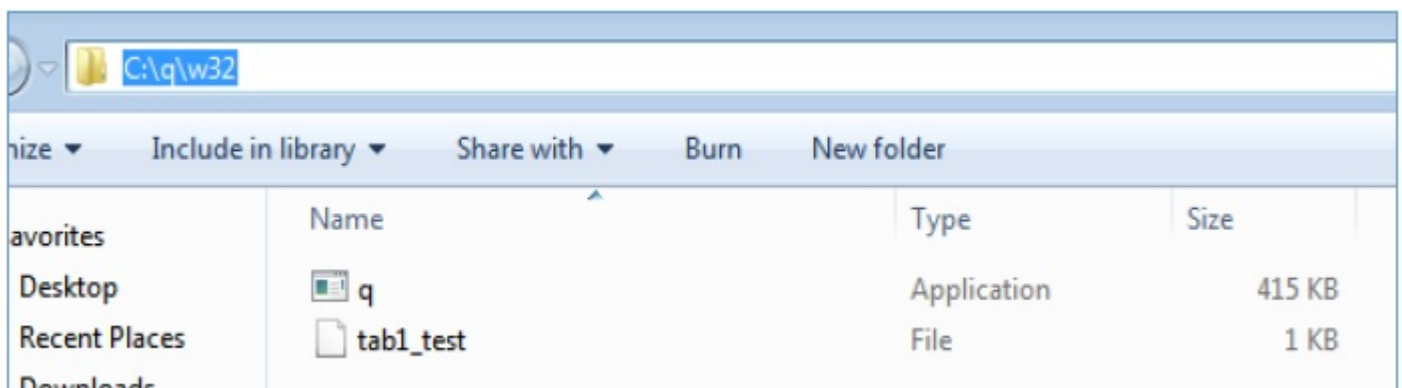 C:\q\w32
nize Include in library Share with Burn New folder
Name Type Size
avorites
Desktop
q Application 415 KB
Recent Places
tab1_test File 1 KB
Downloads